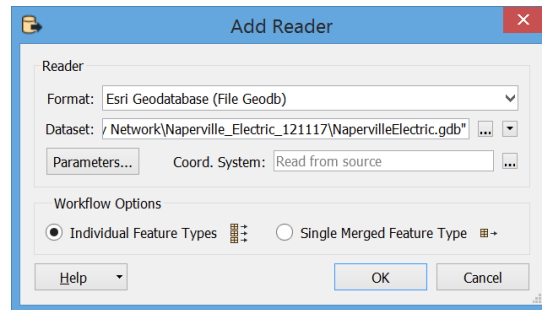 Add Reader
Reader
Format: Esri Geodatabase (File Geodb)
Dataset: y Network\Naperville_Electric_121117\NapervilleElectric.gdb" ...
Parameters... Coord. System: Read from source ...
Workflow Options
Individual Feature Types Single Merged Feature Type
Help OK Cancel